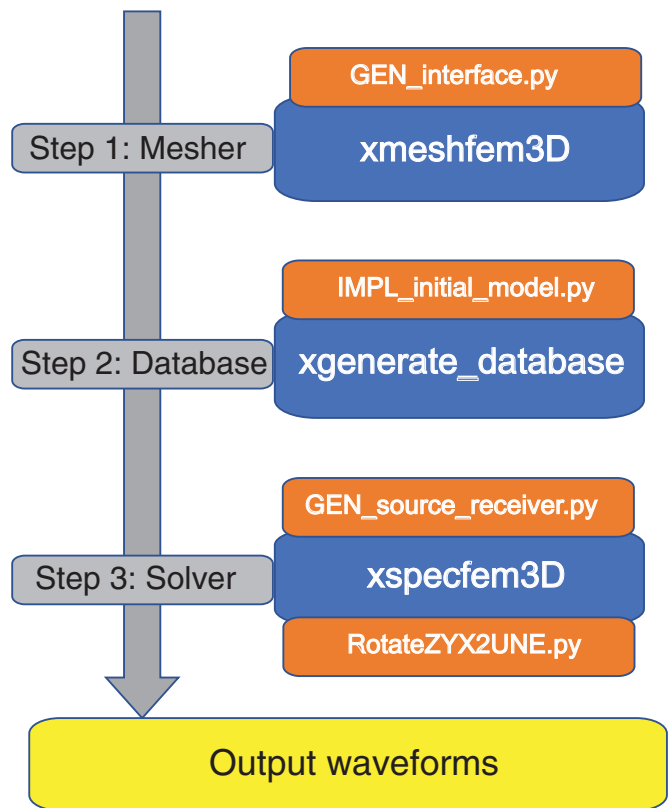 GEN_interface.py
Step 1: Mesher
xmeshfem3D
IMPL_initial_model.py
Step 2: Database
xgenerate_database
GEN_source_receiver.py
Step 3: Solver
xspecfem3D
RotateZYX2UNE.py
Output waveforms